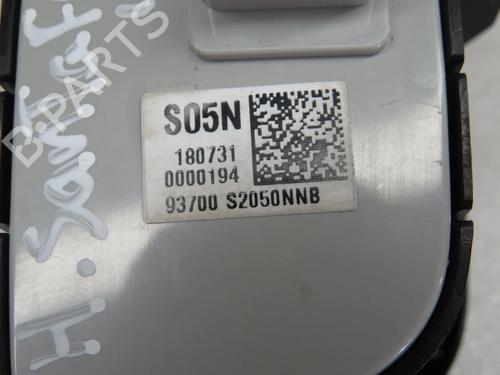 B-PARTS
H. Santa Fe
S05N
180731
0000194
93700 S2050NNB